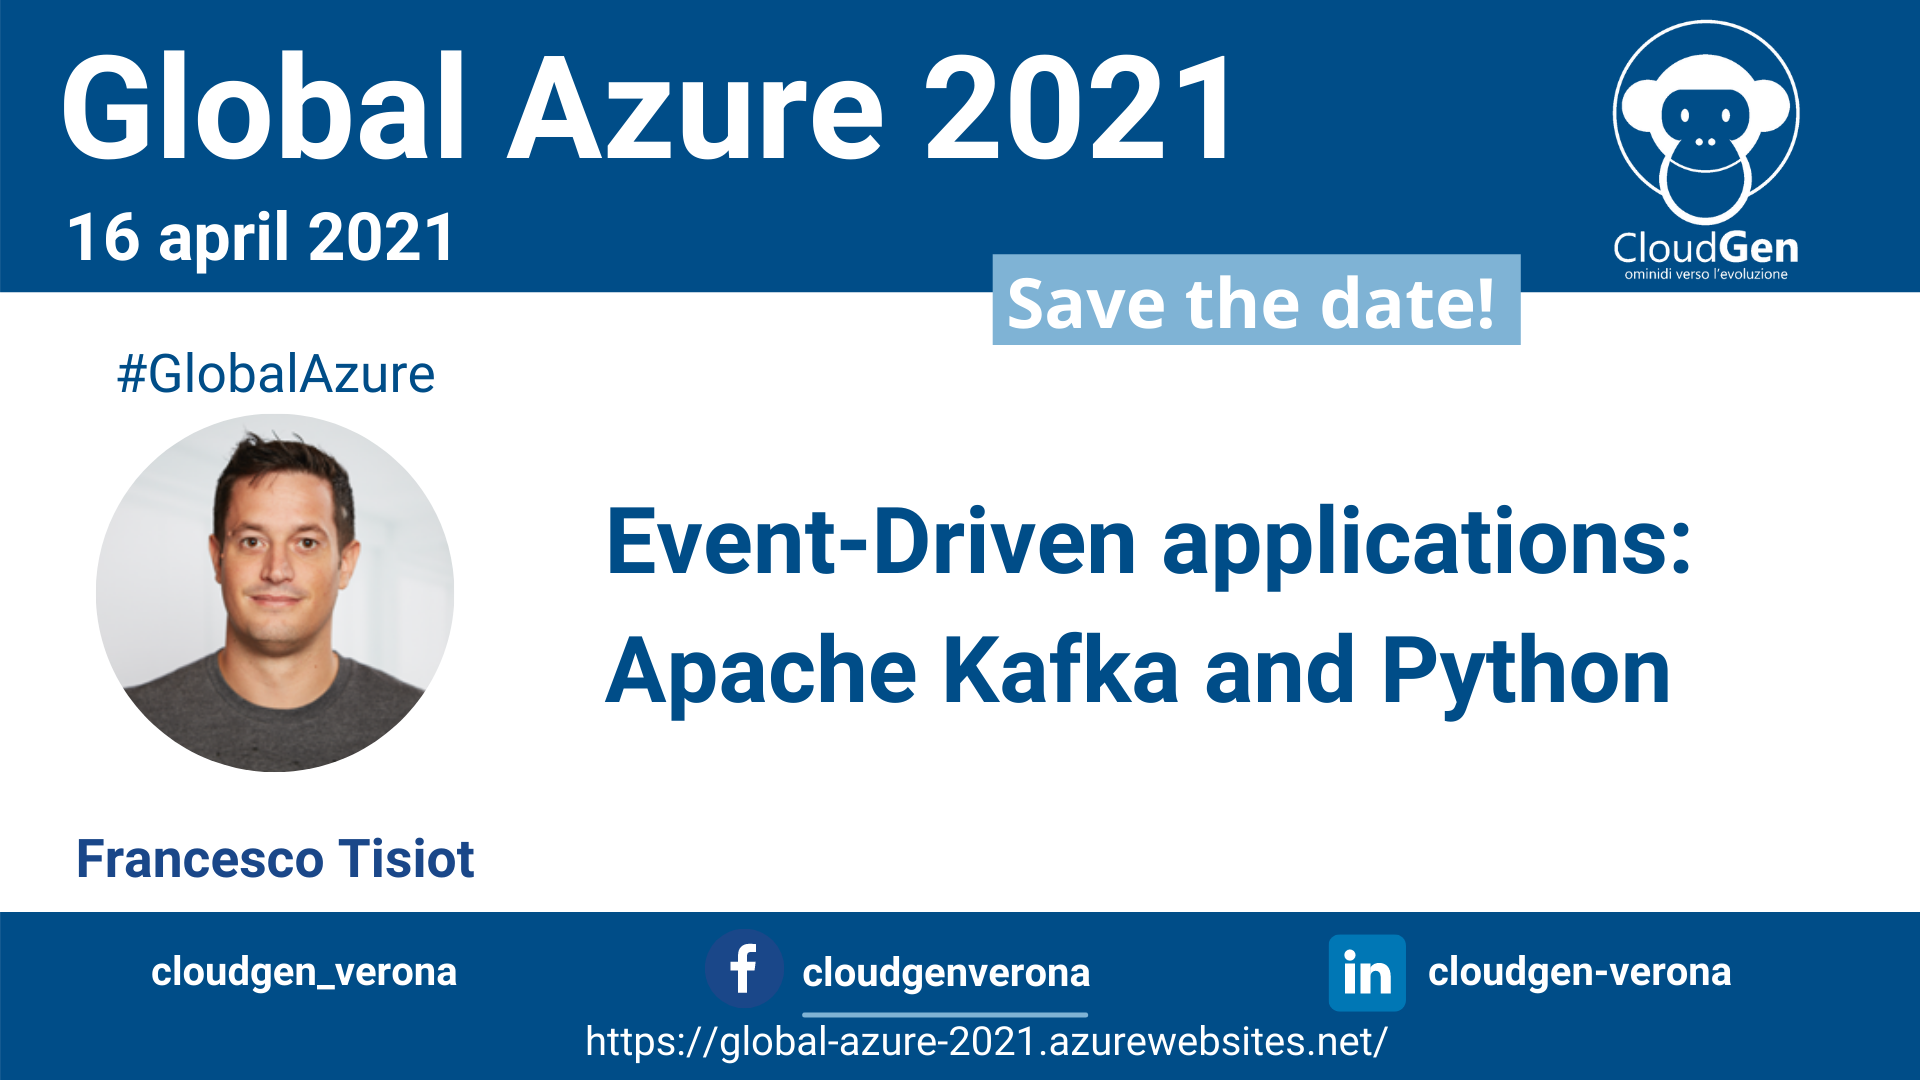 Global Azure 2021
16 april 2021
CloudGen
ominidi verso l'evoluzione
Save the date!
#GlobalAzure
Event-Driven applications:
Apache Kafka and Python
Francesco Tisiot
cloudgen_verona
f cloudgenverona
in cloudgen-verona
https://global-azure-2021.azurewebsites.net/